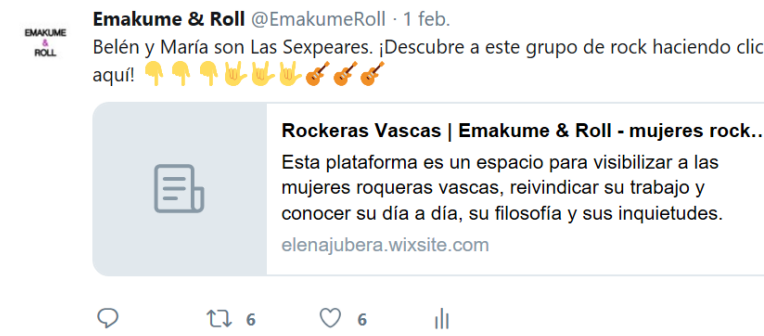 EMAKUME
&
ROLL
Emakume & Roll @EmakumeRoll · 1 feb.
Belén y María son Las Sexpeares. ¡Descubre a este grupo de rock haciendo clic
aquí! 👇👇👇🤟🤟🤟🎸🎸🎸
Rockeras Vascas | Emakume & Roll - mujeres rock...
Esta plataforma es un espacio para visibilizar a las
mujeres roqueras vascas, reivindicar su trabajo y
conocer su día a día, su filosofía y sus inquietudes.
elenajubera.wixsite.com
6 6